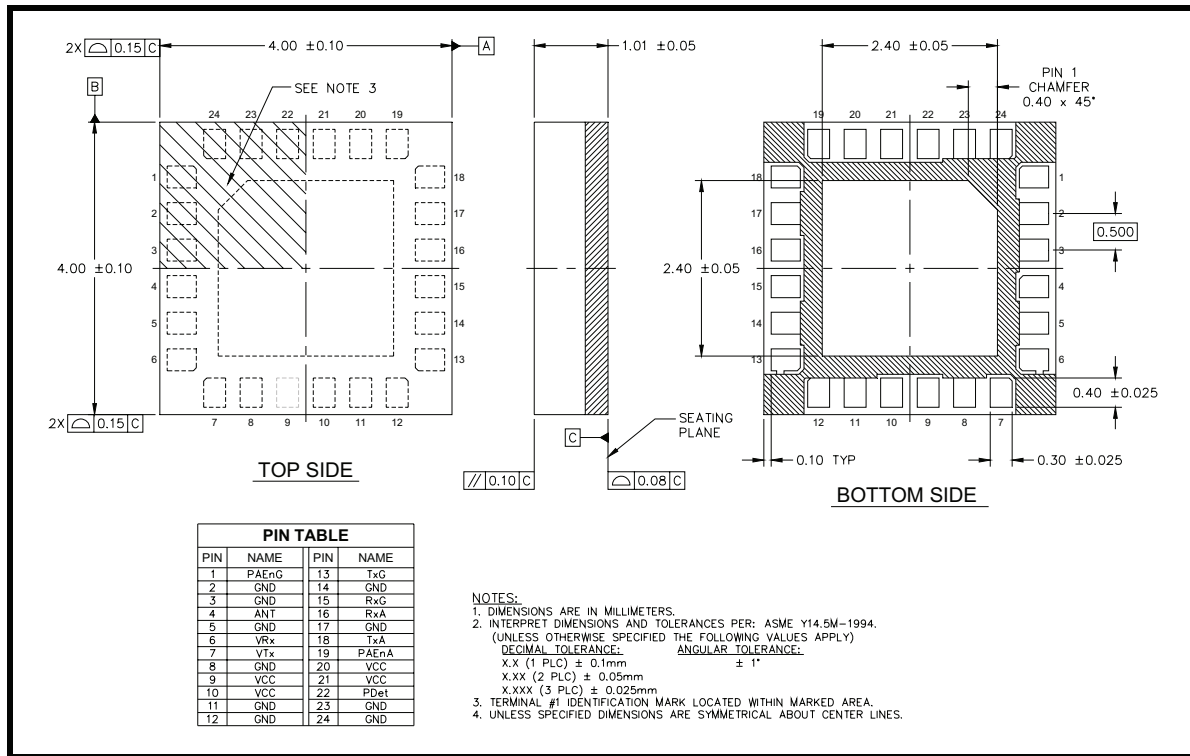 2X ⌓ 0.15 C
4.00 ±0.10
A
B
SEE NOTE 3
24 23 22 21 20 19
1
2
3
4
5
6
18
17
16
15
14
13
4.00 ±0.10
2X ⌓ 0.15 C
7 8 9 10 11 12
TOP SIDE
1.01 ±0.05
C
SEATING
PLANE
// 0.10 C
⌓ 0.08 C
2.40 ±0.05
PIN 1
CHAMFER
0.40 x 45°
19 20 21 22 23 24
18
17
16
15
14
13
1
2
3
4
5
6
0.500
2.40 ±0.05
0.40 ±0.025
12 11 10 9 8 7
0.10 TYP
0.30 ±0.025
BOTTOM SIDE
PIN TABLE
PIN NAME PIN NAME
1 PAEnG 13 TxG
2 GND 14 GND
3 GND 15 RxG
4 ANT 16 RxA
5 GND 17 GND
6 VRx 18 TxA
7 VTx 19 PAEnA
8 GND 20 VCC
9 VCC 21 VCC
10 VCC 22 PDet
11 GND 23 GND
12 GND 24 GND
NOTES:
1. DIMENSIONS ARE IN MILLIMETERS.
2. INTERPRET DIMENSIONS AND TOLERANCES PER: ASME Y14.5M-1994.
(UNLESS OTHERWISE SPECIFIED THE FOLLOWING VALUES APPLY)
DECIMAL TOLERANCE: ANGULAR TOLERANCE:
X.X (1 PLC) ± 0.1mm ± 1°
X.XX (2 PLC) ± 0.05mm
X.XXX (3 PLC) ± 0.025mm
3. TERMINAL #1 IDENTIFICATION MARK LOCATED WITHIN MARKED AREA.
4. UNLESS SPECIFIED DIMENSIONS ARE SYMMETRICAL ABOUT CENTER LINES.